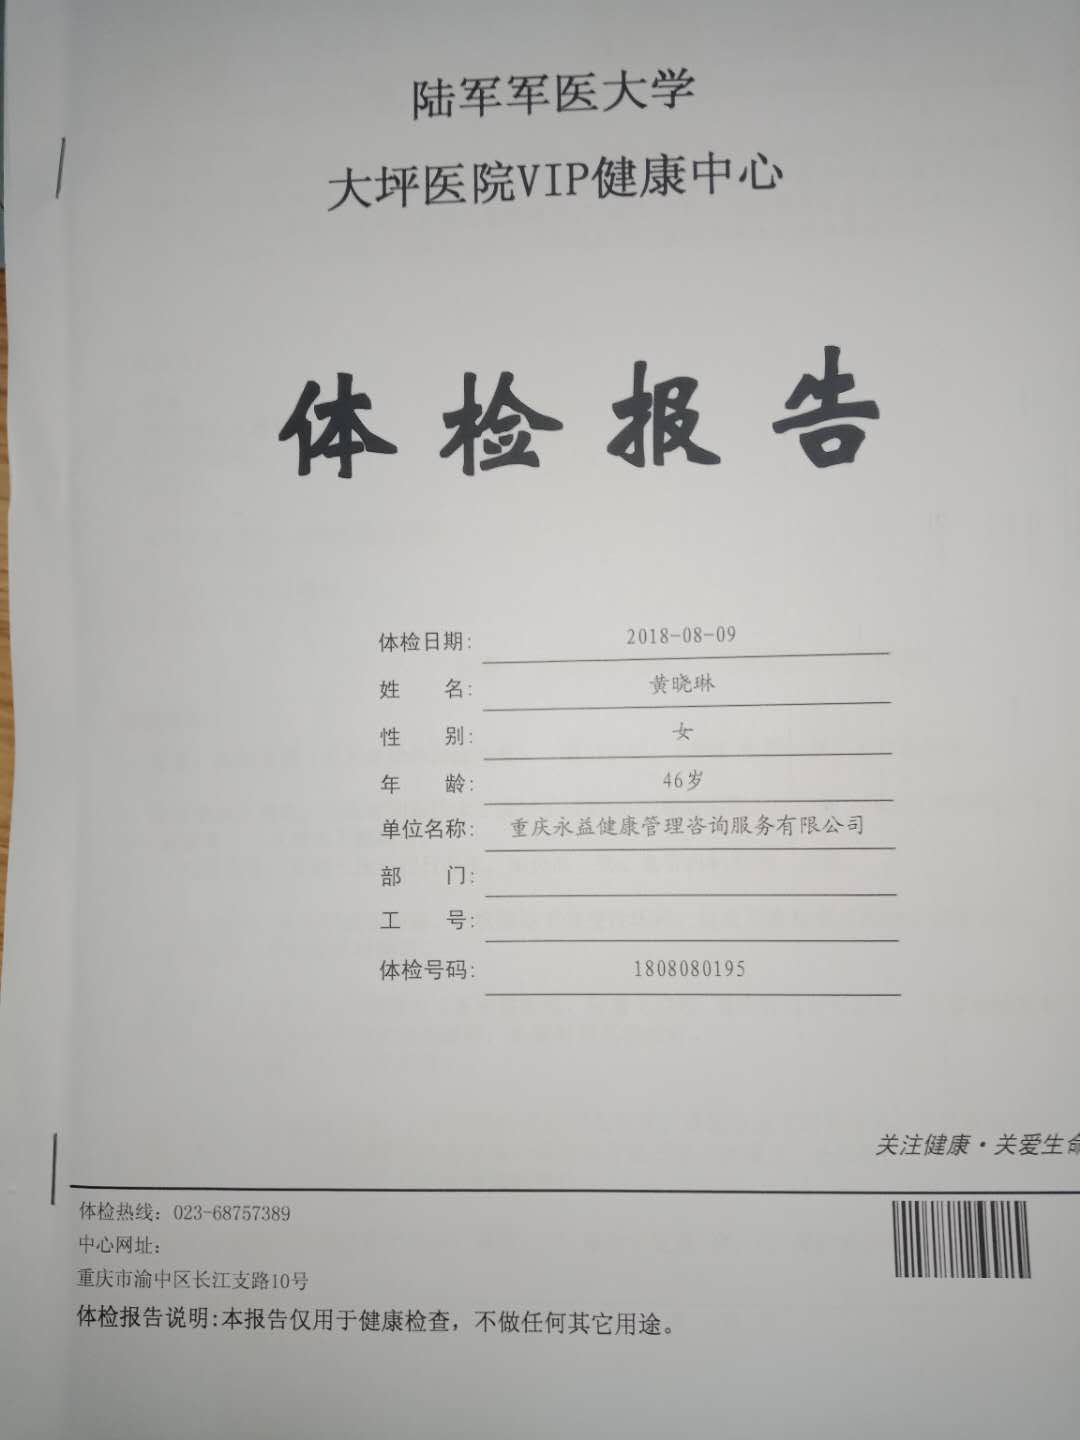 陆军军医大学
大坪医院VIP健康中心
体检报告
体检日期: 2018-08-09
姓 名: 黄晓琳
性 别: 女
年 龄: 46岁
单位名称: 重庆永益健康管理咨询服务有限公司
部 门:
工 号:
体检号码: 1808080195
关注健康·关爱生命
体检热线: 023-68757389
中心网址:
重庆市渝中区长江支路10号
体检报告说明:本报告仅用于健康检查，不做任何其它用途。